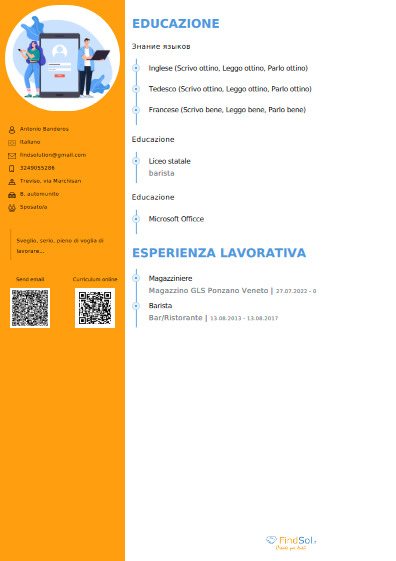 Antonio Banderas
Italiano
findsolution@gmail.com
3249055286
Treviso, via Marchisan
B. automunito
Sposato/a
Sveglio, serio, pieno di voglia di
lavorare...
Send email
Curriculum online
EDUCAZIONE
Знание языков
Inglese (Scrivo ottino, Leggo ottino, Parlo ottino)
Tedesco (Scrivo ottino, Leggo ottino, Parlo ottino)
Francese (Scrivo bene, Leggo bene, Parlo bene)
Educazione
Liceo statale
barista
Educazione
Microsoft Officce
ESPERIENZA LAVORATIVA
Magazziniere
Magazzino GLS Ponzano Veneto | 27.07.2022 - 0
Barista
Bar/Ristorante | 13.08.2013 - 13.08.2017
FindSol